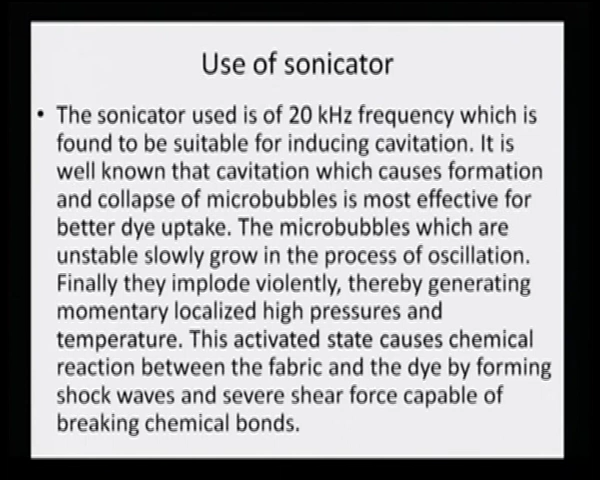 Use of sonicator
• The sonicator used is of 20 kHz frequency which is
found to be suitable for inducing cavitation. It is
well known that cavitation which causes formation
and collapse of microbubbles is most effective for
better dye uptake. The microbubbles which are
unstable slowly grow in the process of oscillation.
Finally they implode violently, thereby generating
momentary localized high pressures and
temperature. This activated state causes chemical
reaction between the fabric and the dye by forming
shock waves and severe shear force capable of
breaking chemical bonds.